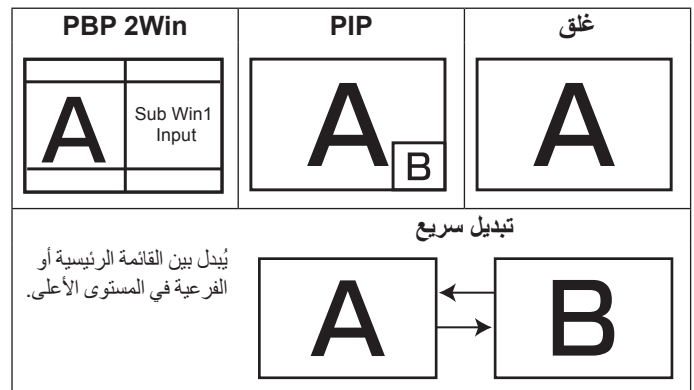 غلق
PIP
PBP 2Win
A
A
B
A
Sub Win1
Input
تبديل سريع
يُبدل بين القائمة الرئيسية أو
الفرعية في المستوى الأعلى.
A
B